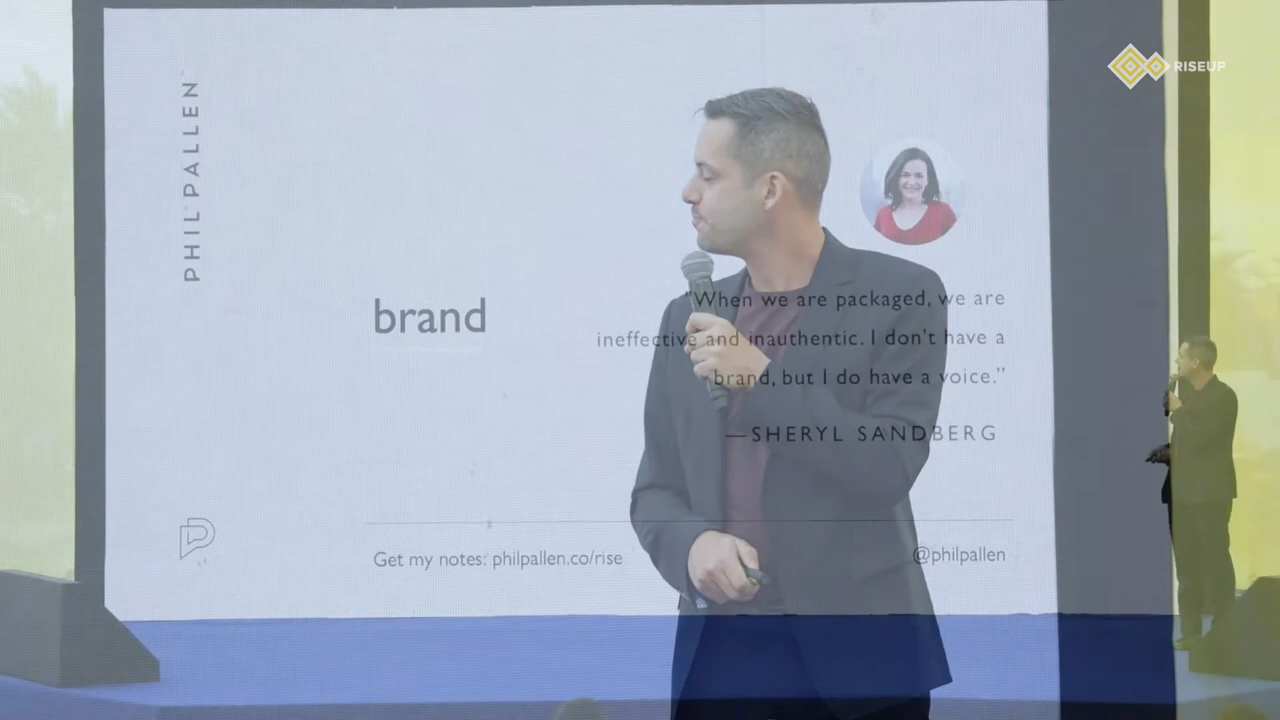 RISEUP
PHIL PALLEN
brand
"When we are packaged, we are
ineffective and inauthentic. I don't have a
brand, but I do have a voice."
—SHERYL SANDBERG
Get my notes: philpallen.co/rise
@philpallen